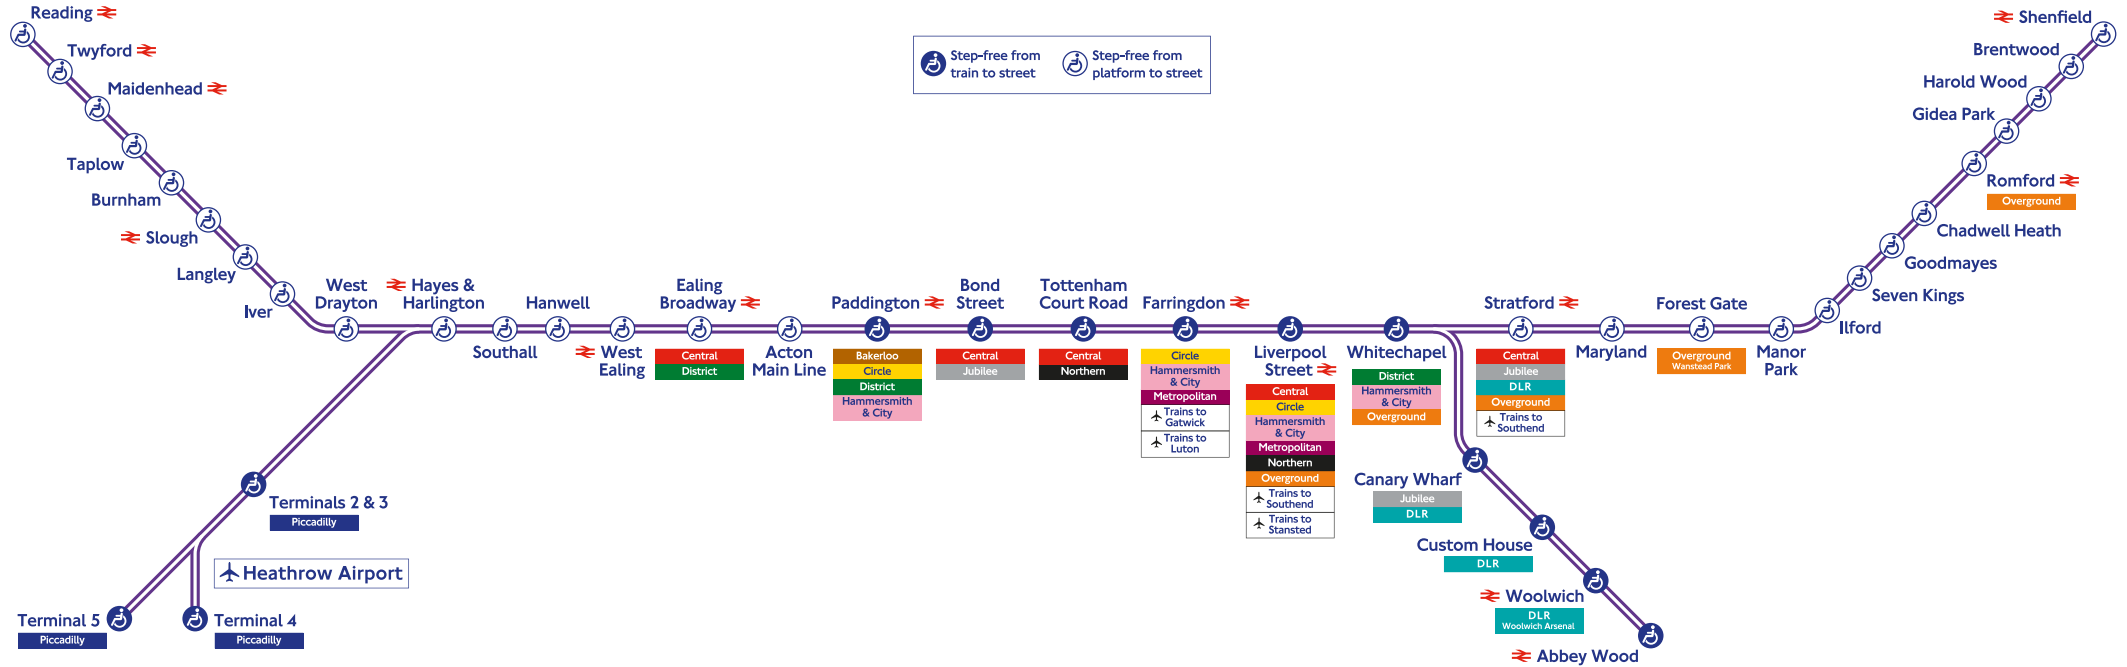 Reading
Twyford
Maidenhead
Taplow
Burnham
Slough
Langley
Iver
West
Drayton
Hayes &
Harlington
Southall
Hanwell
West
Ealing
Ealing
Broadway
Central
District
Acton
Main Line
Paddington
Bakerloo
Circle
District
Hammersmith
& City
Bond
Street
Central
Jubilee
Tottenham
Court Road
Central
Northern
Farringdon
Circle
Hammersmith
& City
Metropolitan
Trains to
Gatwick
Trains to
Luton
Liverpool
Street
Central
Circle
Hammersmith
& City
Metropolitan
Northern
Overground
Trains to
Southend
Trains to
Stansted
Whitechapel
District
Hammersmith
& City
Overground
Stratford
Central
Jubilee
DLR
Overground
Trains to
Southend
Maryland
Forest Gate
Overground
Wanstead Park
Manor
Park
Ilford
Seven Kings
Goodmayes
Chadwell Heath
Romford
Overground
Gidea Park
Harold Wood
Brentwood
Shenfield
Canary Wharf
Jubilee
DLR
Custom House
DLR
Woolwich
DLR
Woolwich Arsenal
Abbey Wood
Terminals 2 & 3
Piccadilly
Heathrow Airport
Terminal 5
Piccadilly
Terminal 4
Piccadilly
Step-free from
train to street
Step-free from
platform to street